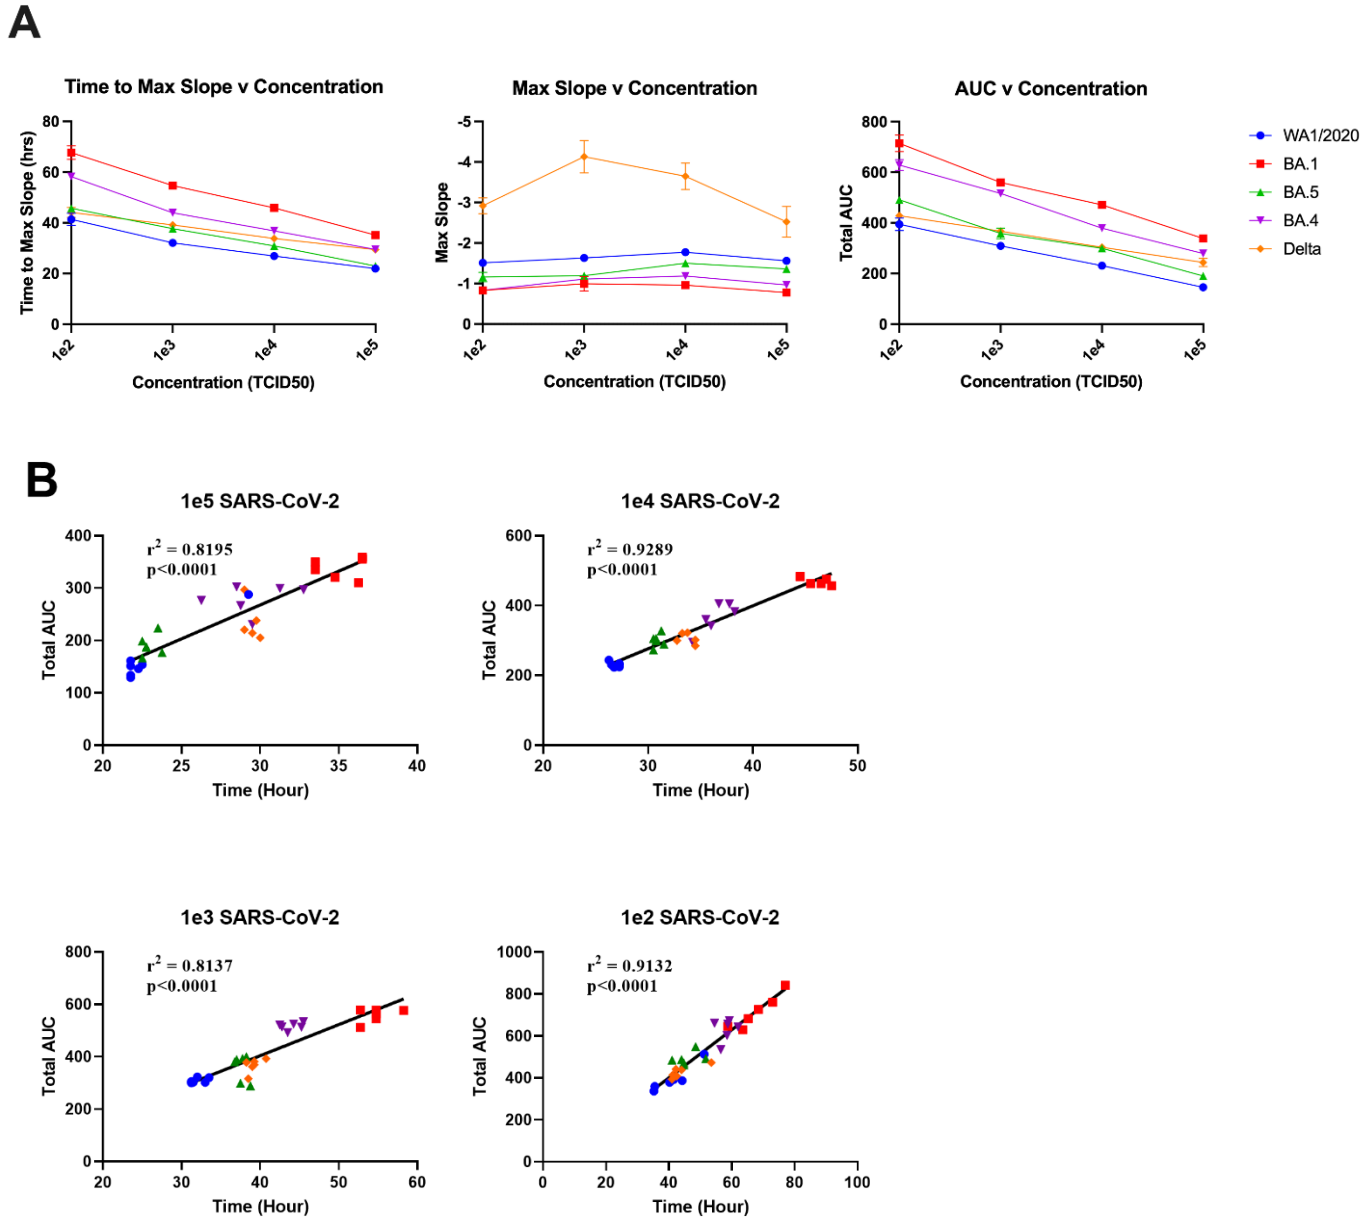 A
Time to Max Slope v Concentration
Time to Max Slope (hrs)
80
60
40
20
0
1e2
1e3
1e4
1e5
Concentration (TCID50)
Max Slope v Concentration
Max Slope
-5
-4
-3
-2
-1
0
1e2
1e3
1e4
1e5
Concentration (TCID50)
AUC v Concentration
Total AUC
800
600
400
200
0
1e2
1e3
1e4
1e5
Concentration (TCID50)
WA1/2020
BA.1
BA.5
BA.4
Delta
B
1e5 SARS-CoV-2
r² = 0.8195
p<0.0001
Total AUC
400
300
200
100
0
20
25
30
35
40
Time (Hour)
1e4 SARS-CoV-2
r² = 0.9289
p<0.0001
Total AUC
600
400
200
0
20
30
40
50
Time (Hour)
1e3 SARS-CoV-2
r² = 0.8137
p<0.0001
Total AUC
800
600
400
200
0
20
30
40
50
60
Time (Hour)
1e2 SARS-CoV-2
r² = 0.9132
p<0.0001
Total AUC
1000
800
600
400
200
0
0
20
40
60
80
100
Time (Hour)